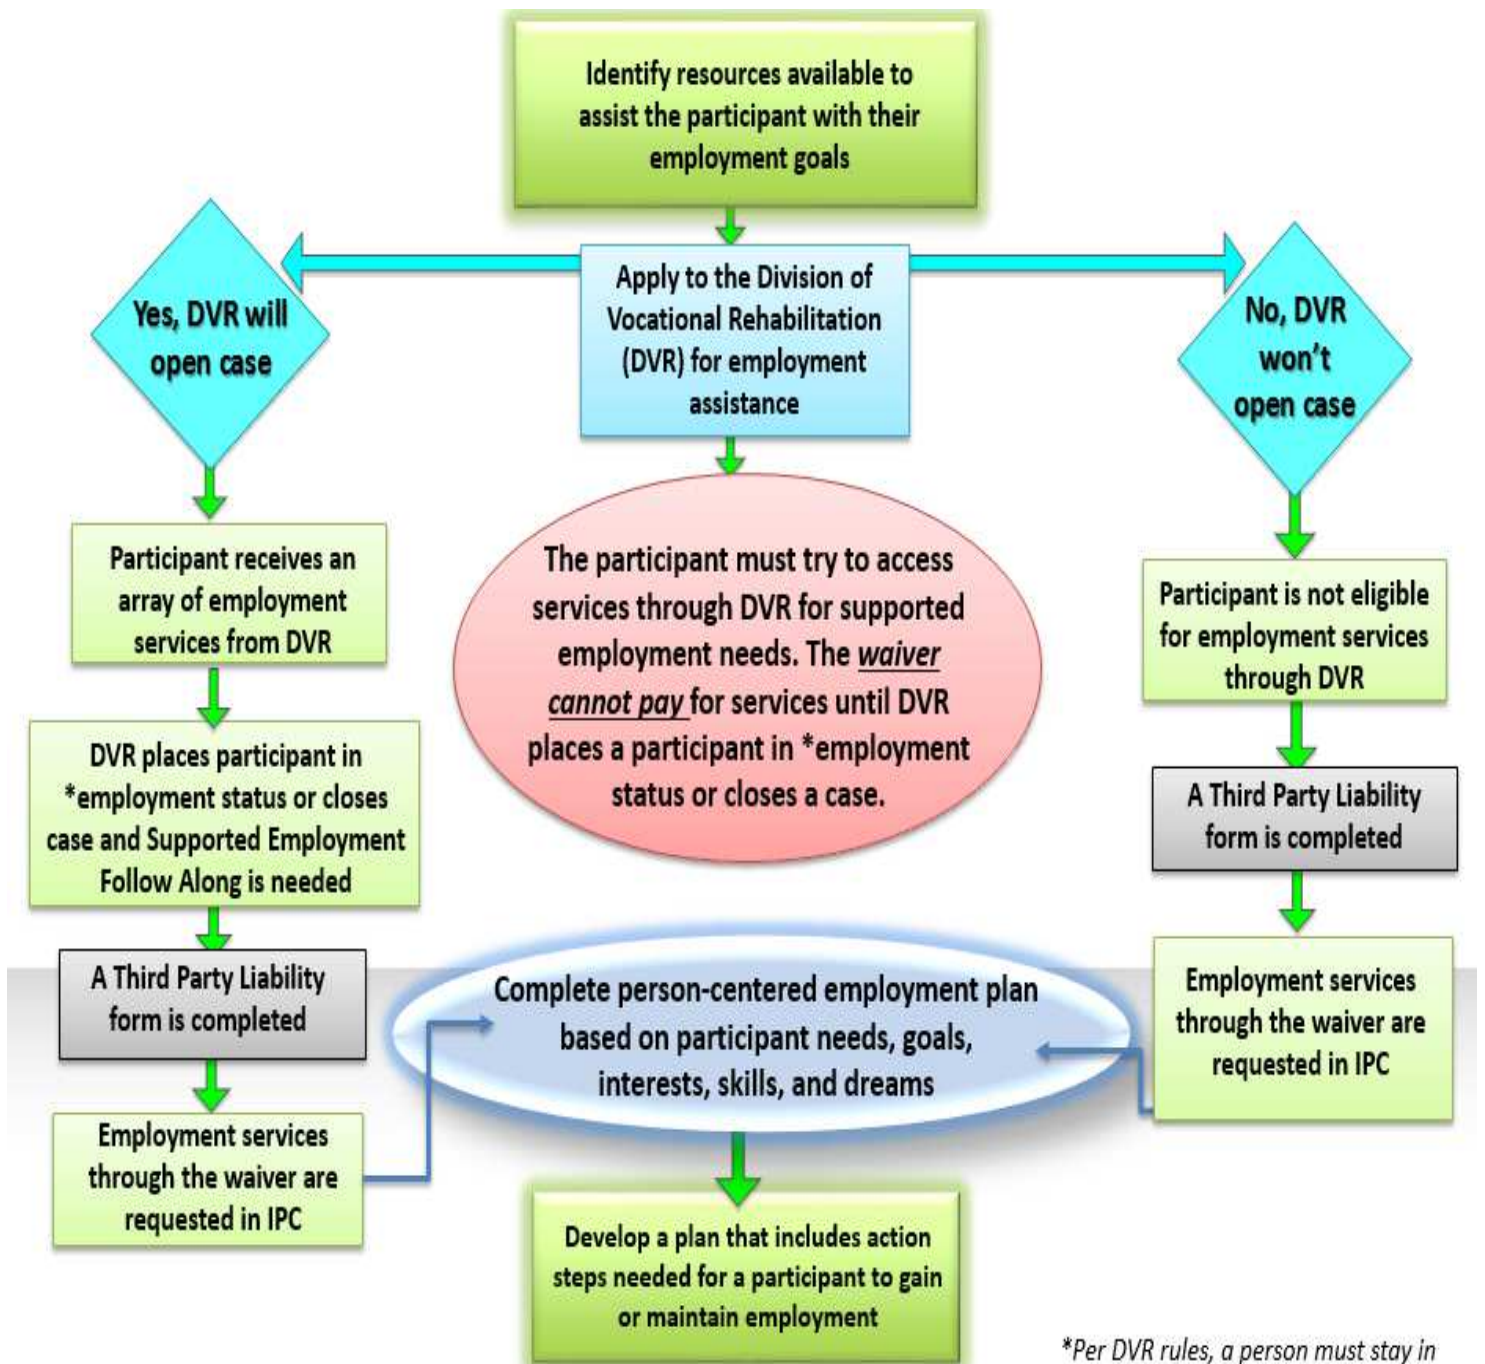 Identify resources available to
assist the participant with their
employment goals
Apply to the Division of
Vocational Rehabilitation
(DVR) for employment
assistance
Yes, DVR will
open case
No, DVR
won't
open case
The participant must try to access
services through DVR for supported
employment needs. The waiver
cannot pay for services until DVR
places a participant in *employment
status or closes a case.
Participant receives an
array of employment
services from DVR
DVR places participant in
*employment status or closes
case and Supported Employment
Follow Along is needed
A Third Party Liability
form is completed
Employment services
through the waiver are
requested in IPC
Participant is not eligible
for employment services
through DVR
A Third Party Liability
form is completed
Employment services
through the waiver are
requested in IPC
Complete person-centered employment plan
based on participant needs, goals,
interests, skills, and dreams
Develop a plan that includes action
steps needed for a participant to gain
or maintain employment
*Per DVR rules, a person must stay in